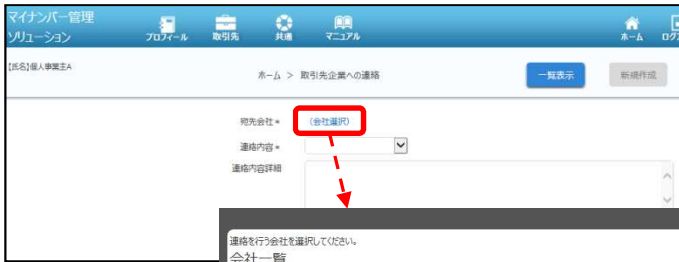 マイナンバー管理
ソリューション
プロフィール
取引先
共通
マニュアル
ホーム
ログ
【氏名】個人事業主A
ホーム > 取引先企業への連絡
一覧表示
新規作成
宛先会社*
(会社選択)
連絡内容*
連絡内容詳細
連絡を行う会社を選択してください。
会社一覧